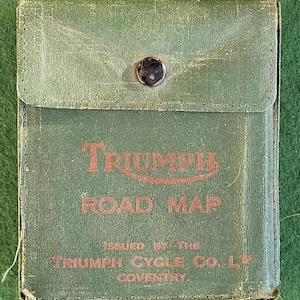 TRIUMPH
ROAD MAP
ISSUED BY THE
TRIUMPH CYCLE CO. LTD
COVENTRY.